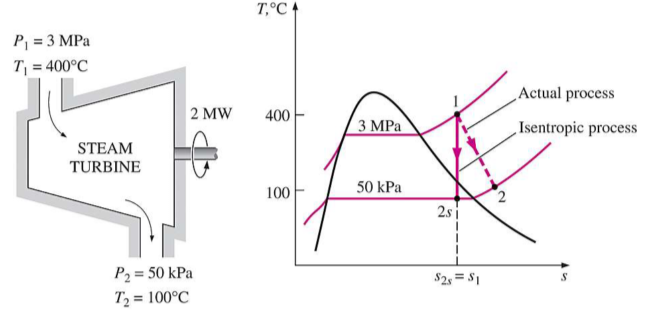 P₁ = 3 MPa
T₁ = 400°C
STEAM
TURBINE
2 MW
P₂ = 50 kPa
T₂ = 100°C
T,°C
400
100
3 MPa
50 kPa
1
2s
2
Actual process
Isentropic process
s₂ₛ = s₁
s